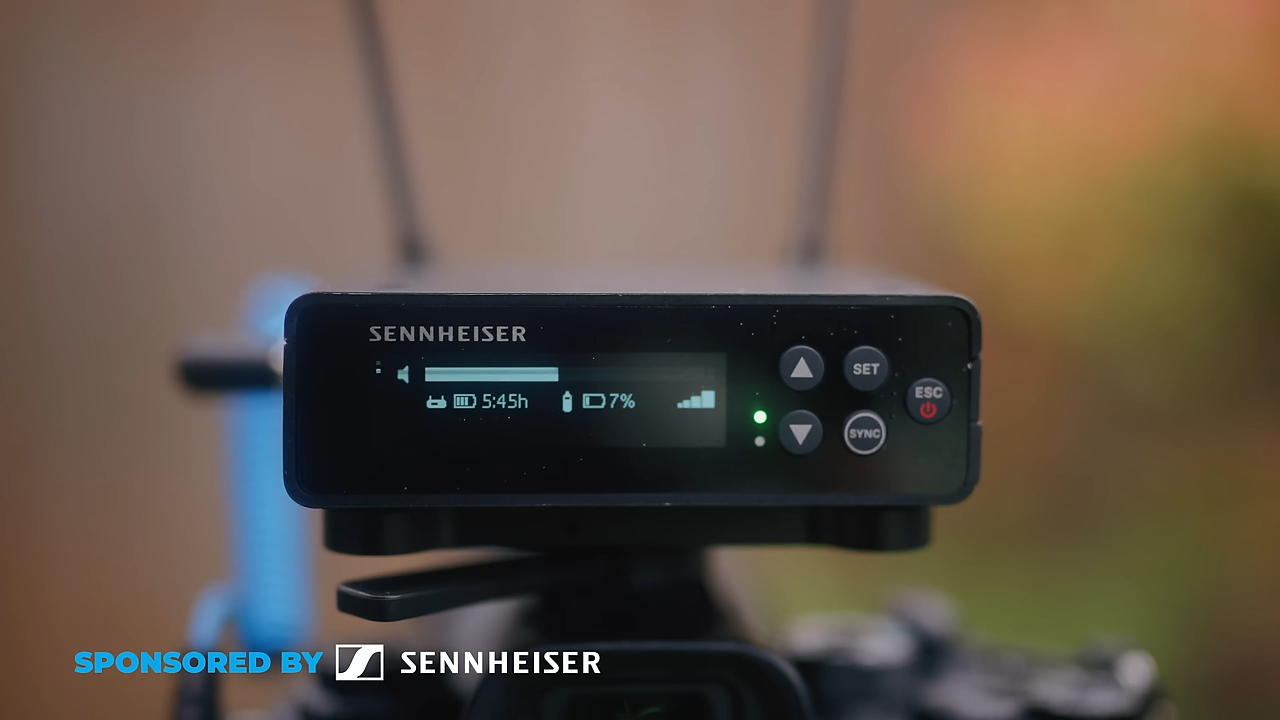 SENNHEISER
5:45h 7%
SET
ESC
SYNC
SPONSORED BY SENNHEISER